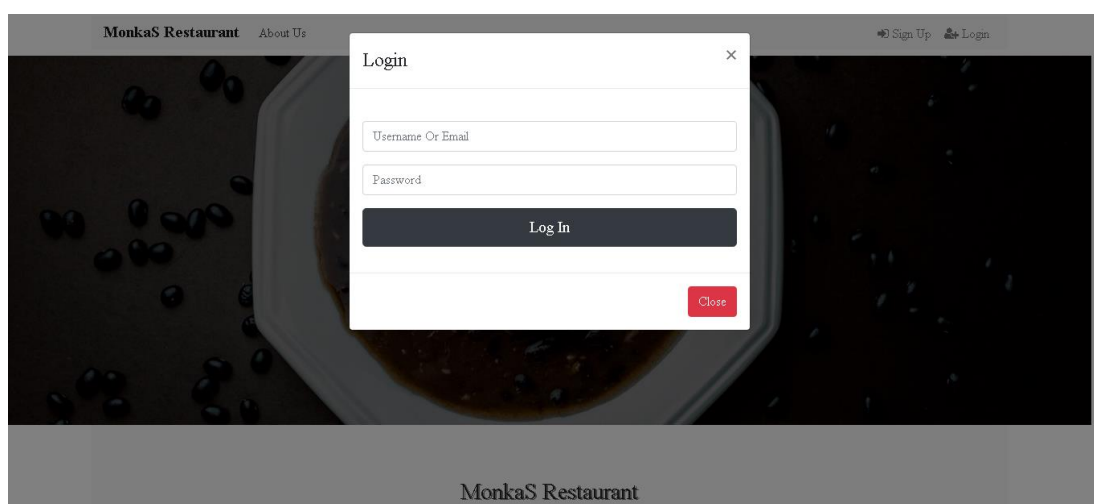 MonkaS Restaurant About Us Sign Up Login
Login ×
Username Or Email
Password
Log In
Close
MonkaS Restaurant